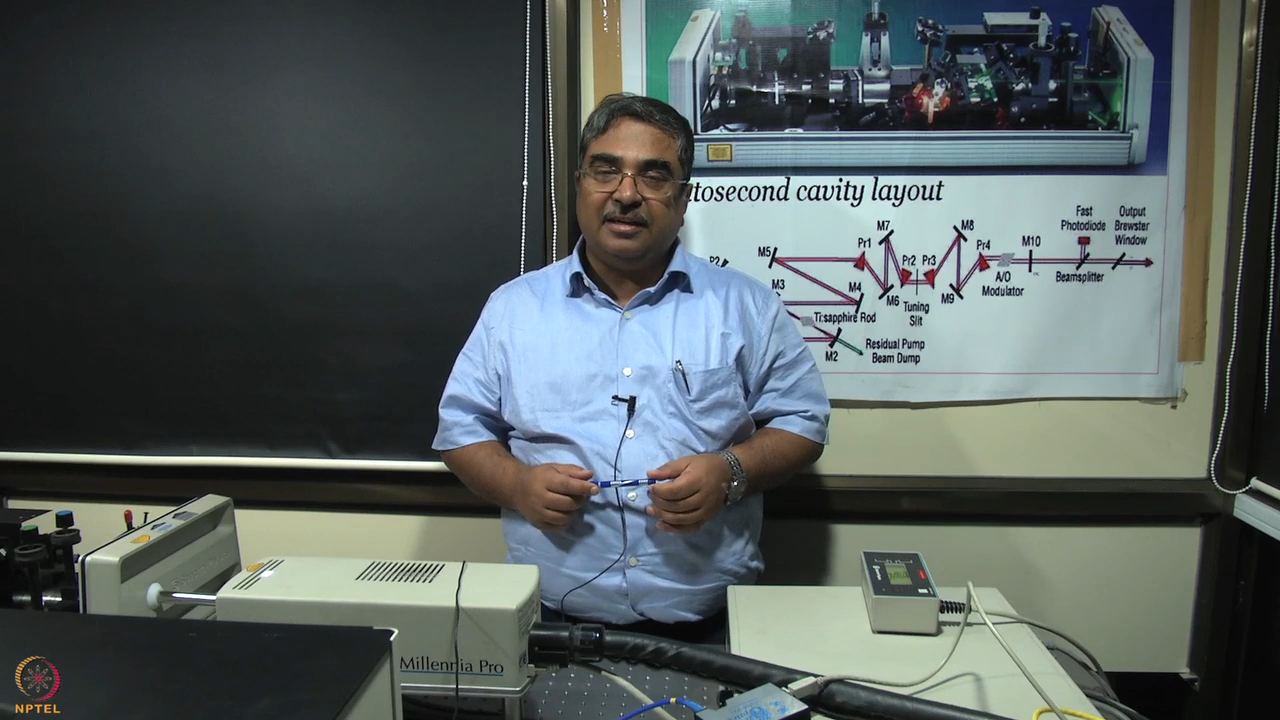 tosecond cavity layout
M5
Pr1
M7
M8
Pr4
M10
Fast
Photodiode
Output
Brewster
Window
P2
Pr2
Pr3
M3
M4
M6
M9
A/O
Modulator
Beamsplitter
Tuning
Slit
Ti:sapphire Rod
M2
Residual Pump
Beam Dump
Millennia Pro
NPTEL